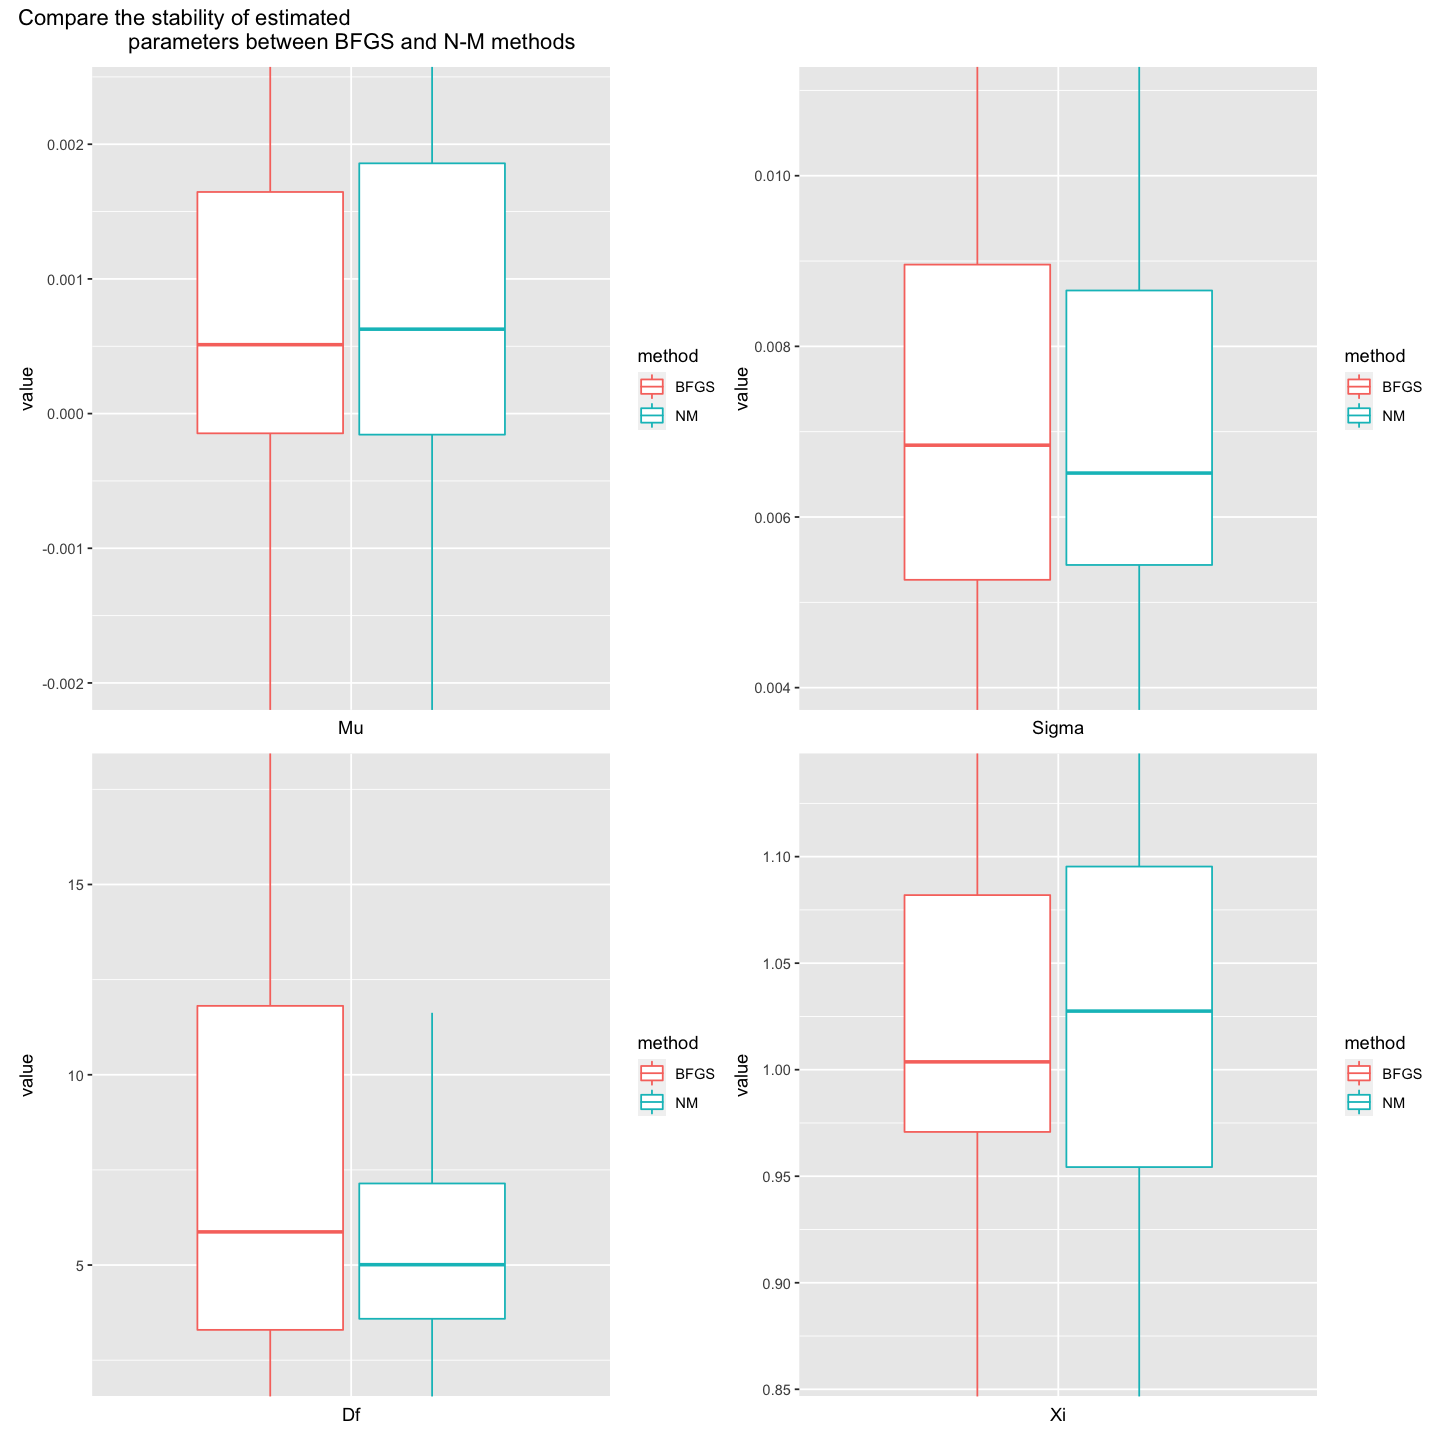 Compare the stability of estimated
parameters between BFGS and N-M methods
value
0.002
0.001
0.000
-0.001
-0.002
Mu
method
BFGS
NM
value
0.010
0.008
0.006
0.004
Sigma
method
BFGS
NM
value
15
10
5
Df
method
BFGS
NM
value
1.10
1.05
1.00
0.95
0.90
0.85
Xi
method
BFGS
NM